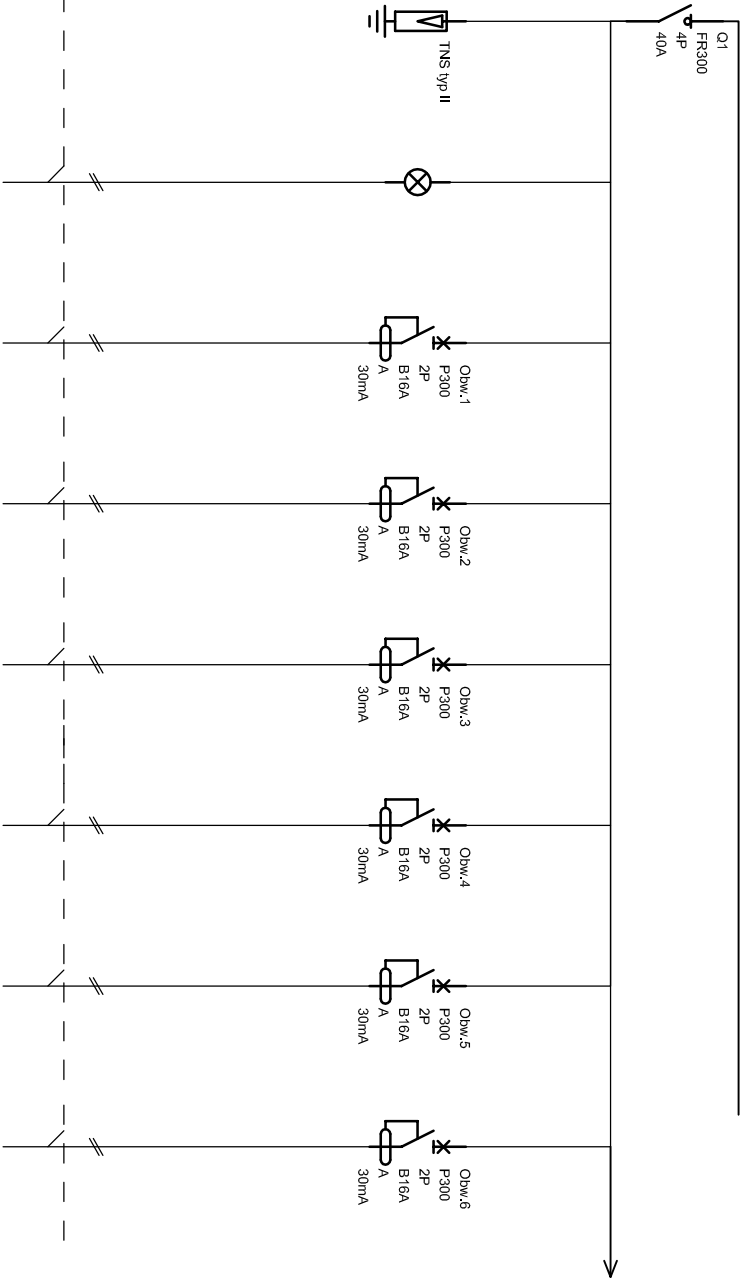 Q1
FR300
4P
40A
TNS typ II
Obw.1
P300
2P
B16A
A
30mA
Obw.2
P300
2P
B16A
A
30mA
Obw.3
P300
2P
B16A
A
30mA
Obw.4
P300
2P
B16A
A
30mA
Obw.5
P300
2P
B16A
A
30mA
Obw.6
P300
2P
B16A
A
30mA